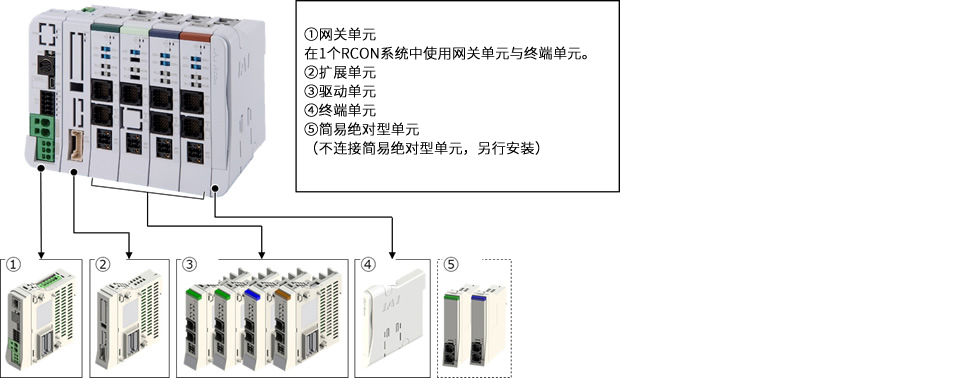 ①网关单元
在1个RCON系统中使用网关单元与终端单元。
②扩展单元
③驱动单元
④终端单元
⑤简易绝对型单元
（不连接简易绝对型单元，另行安装）
①
②
③
④
⑤
IAI